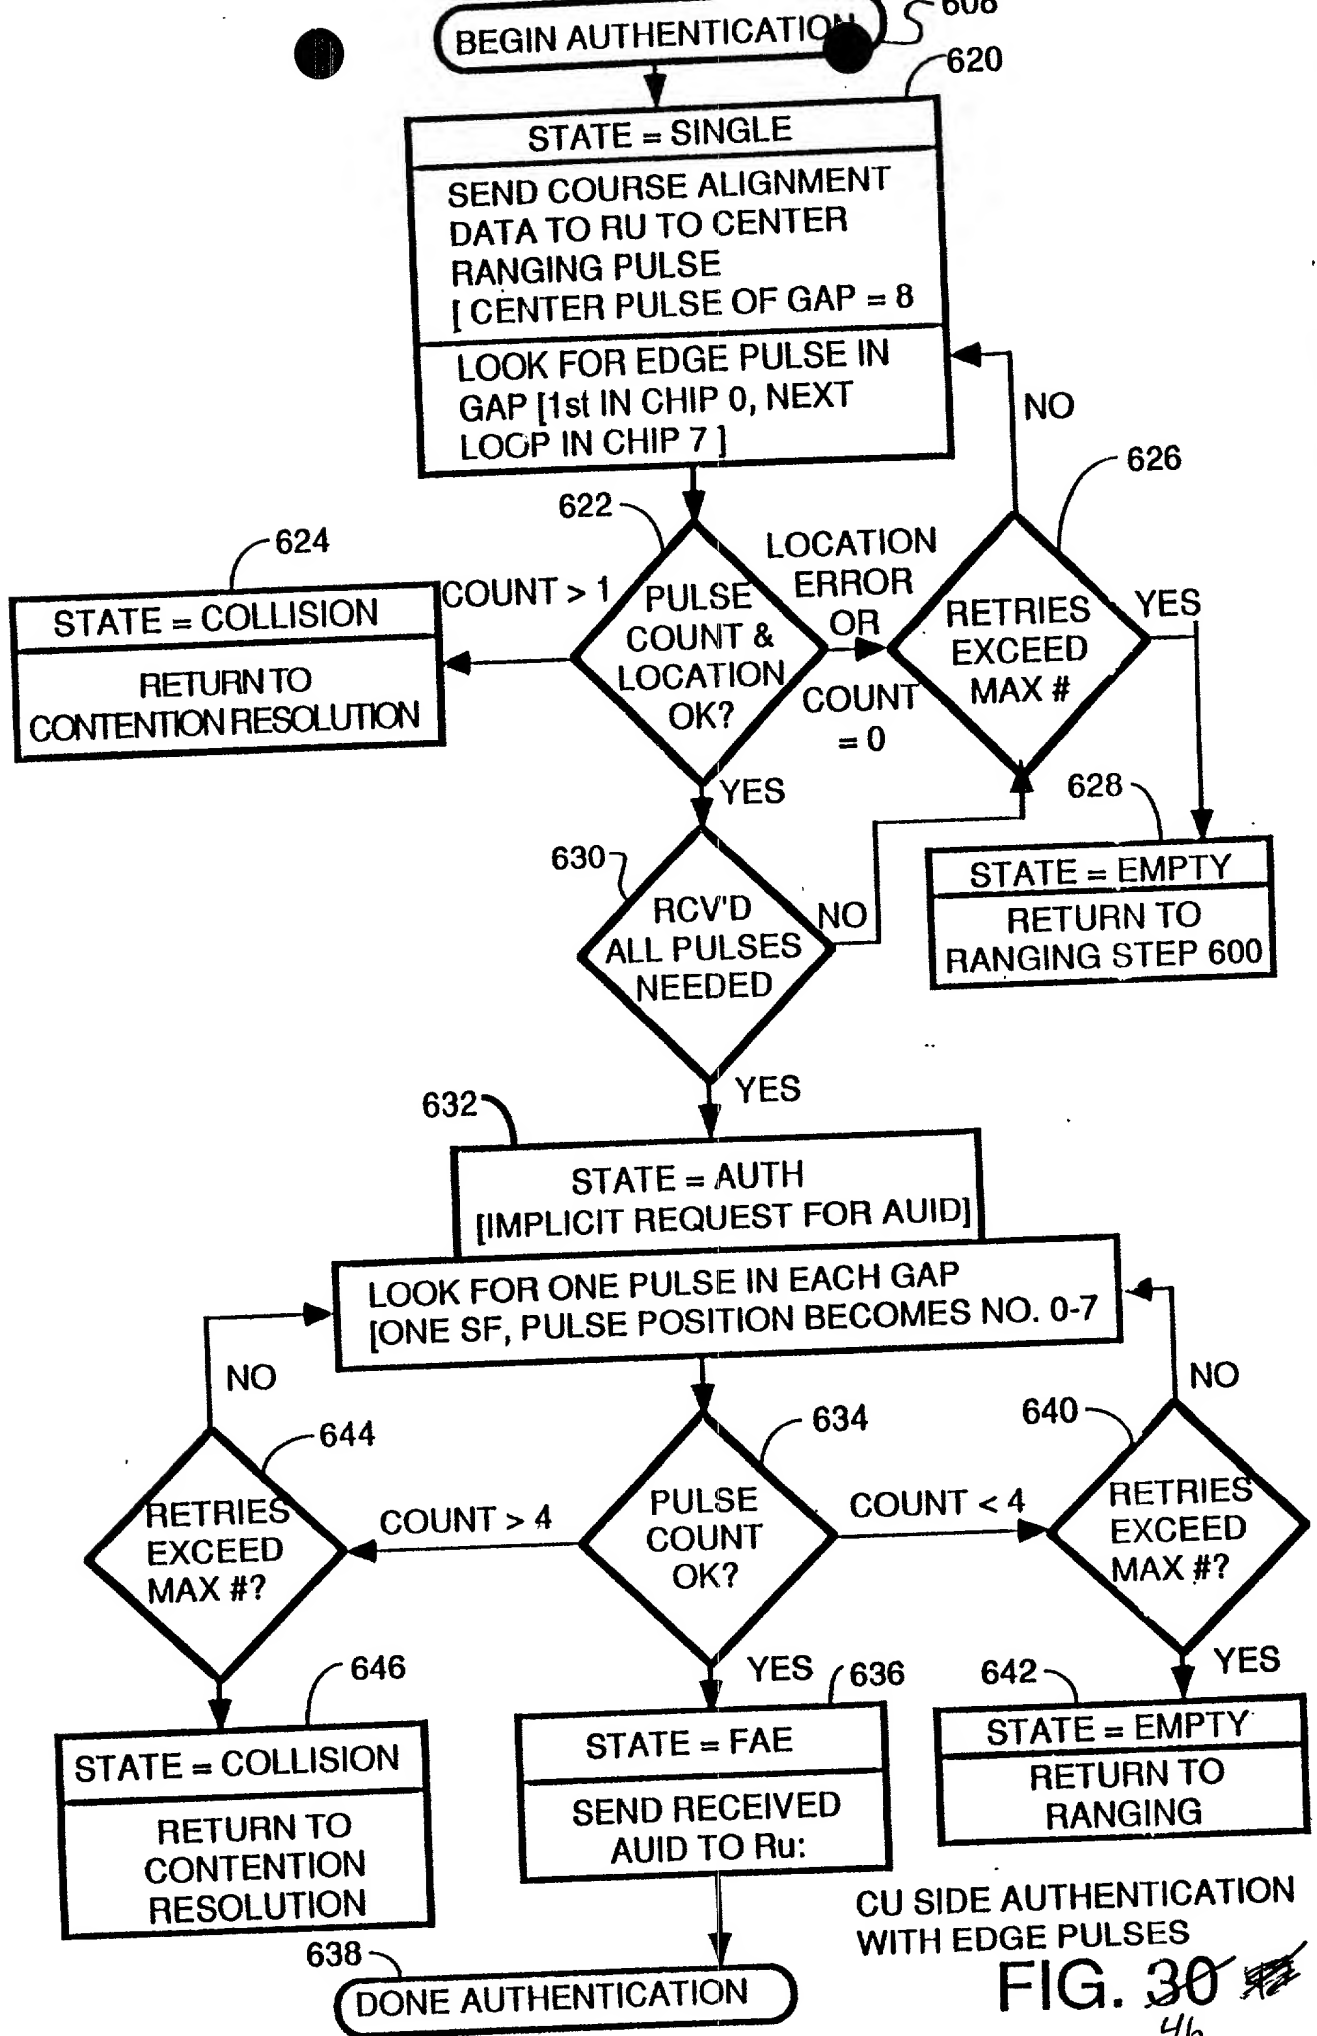 608
BEGIN AUTHENTICATION
620
STATE = SINGLE
SEND COURSE ALIGNMENT
DATA TO RU TO CENTER
RANGING PULSE
[ CENTER PULSE OF GAP = 8
LOOK FOR EDGE PULSE IN
GAP [1st IN CHIP 0, NEXT
LOOP IN CHIP 7 ]
NO
626
622
624
COUNT > 1
STATE = COLLISION
RETURN TO
CONTENTION RESOLUTION
PULSE
COUNT &
LOCATION
OK?
LOCATION
ERROR
OR
COUNT
= 0
RETRIES
EXCEED
MAX #
YES
YES
628
STATE = EMPTY
RETURN TO
RANGING STEP 600
630
RCV'D
ALL PULSES
NEEDED
NO
YES
632
STATE = AUTH
[IMPLICIT REQUEST FOR AUID]
LOOK FOR ONE PULSE IN EACH GAP
[ONE SF, PULSE POSITION BECOMES NO. 0-7
NO
NO
644
634
640
RETRIES
EXCEED
MAX #?
COUNT > 4
PULSE
COUNT
OK?
COUNT < 4
RETRIES
EXCEED
MAX #?
646
YES
636
642
YES
STATE = COLLISION
RETURN TO
CONTENTION
RESOLUTION
STATE = FAE
SEND RECEIVED
AUID TO Ru:
STATE = EMPTY
RETURN TO
RANGING
638
DONE AUTHENTICATION
CU SIDE AUTHENTICATION
WITH EDGE PULSES
FIG. 30
46